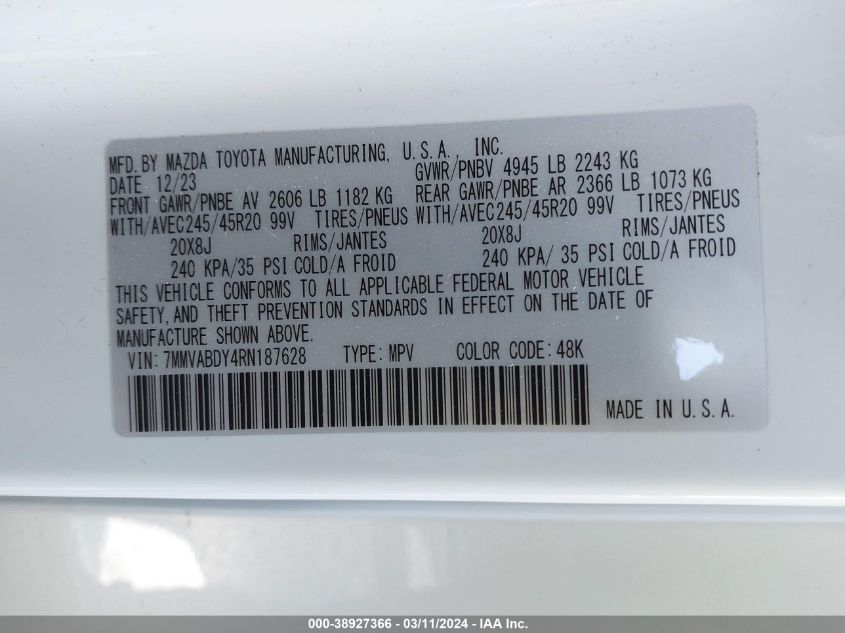 MFD. BY MAZDA TOYOTA MANUFACTURING, U.S.A. INC.
DATE 12/23 GVWR/PNBV 4945 LB 2243 KG
FRONT GAWR/PNBE AV 2606 LB 1182 KG REAR GAWR/PNBE AR 2366 LB 1073 KG
WITH/AVEC245/45R20 99V TIRES/PNEUS WITH/AVEC245/45R20 99V TIRES/PNEUS
20X8J RIMS/JANTES 20X8J RIMS/JANTES
240 KPA/35 PSI COLD/A FROID 240 KPA/35 PSI COLD/A FROID
THIS VEHICLE CONFORMS TO ALL APPLICABLE FEDERAL MOTOR VEHICLE
SAFETY, AND THEFT PREVENTION STANDARDS IN EFFECT ON THE DATE OF
MANUFACTURE SHOWN ABOVE.
VIN: 7MMVABDY4RN187628 TYPE: MPV COLOR CODE: 48K
MADE IN U.S.A.
000-38927366 - 03/11/2024 - IAA Inc.